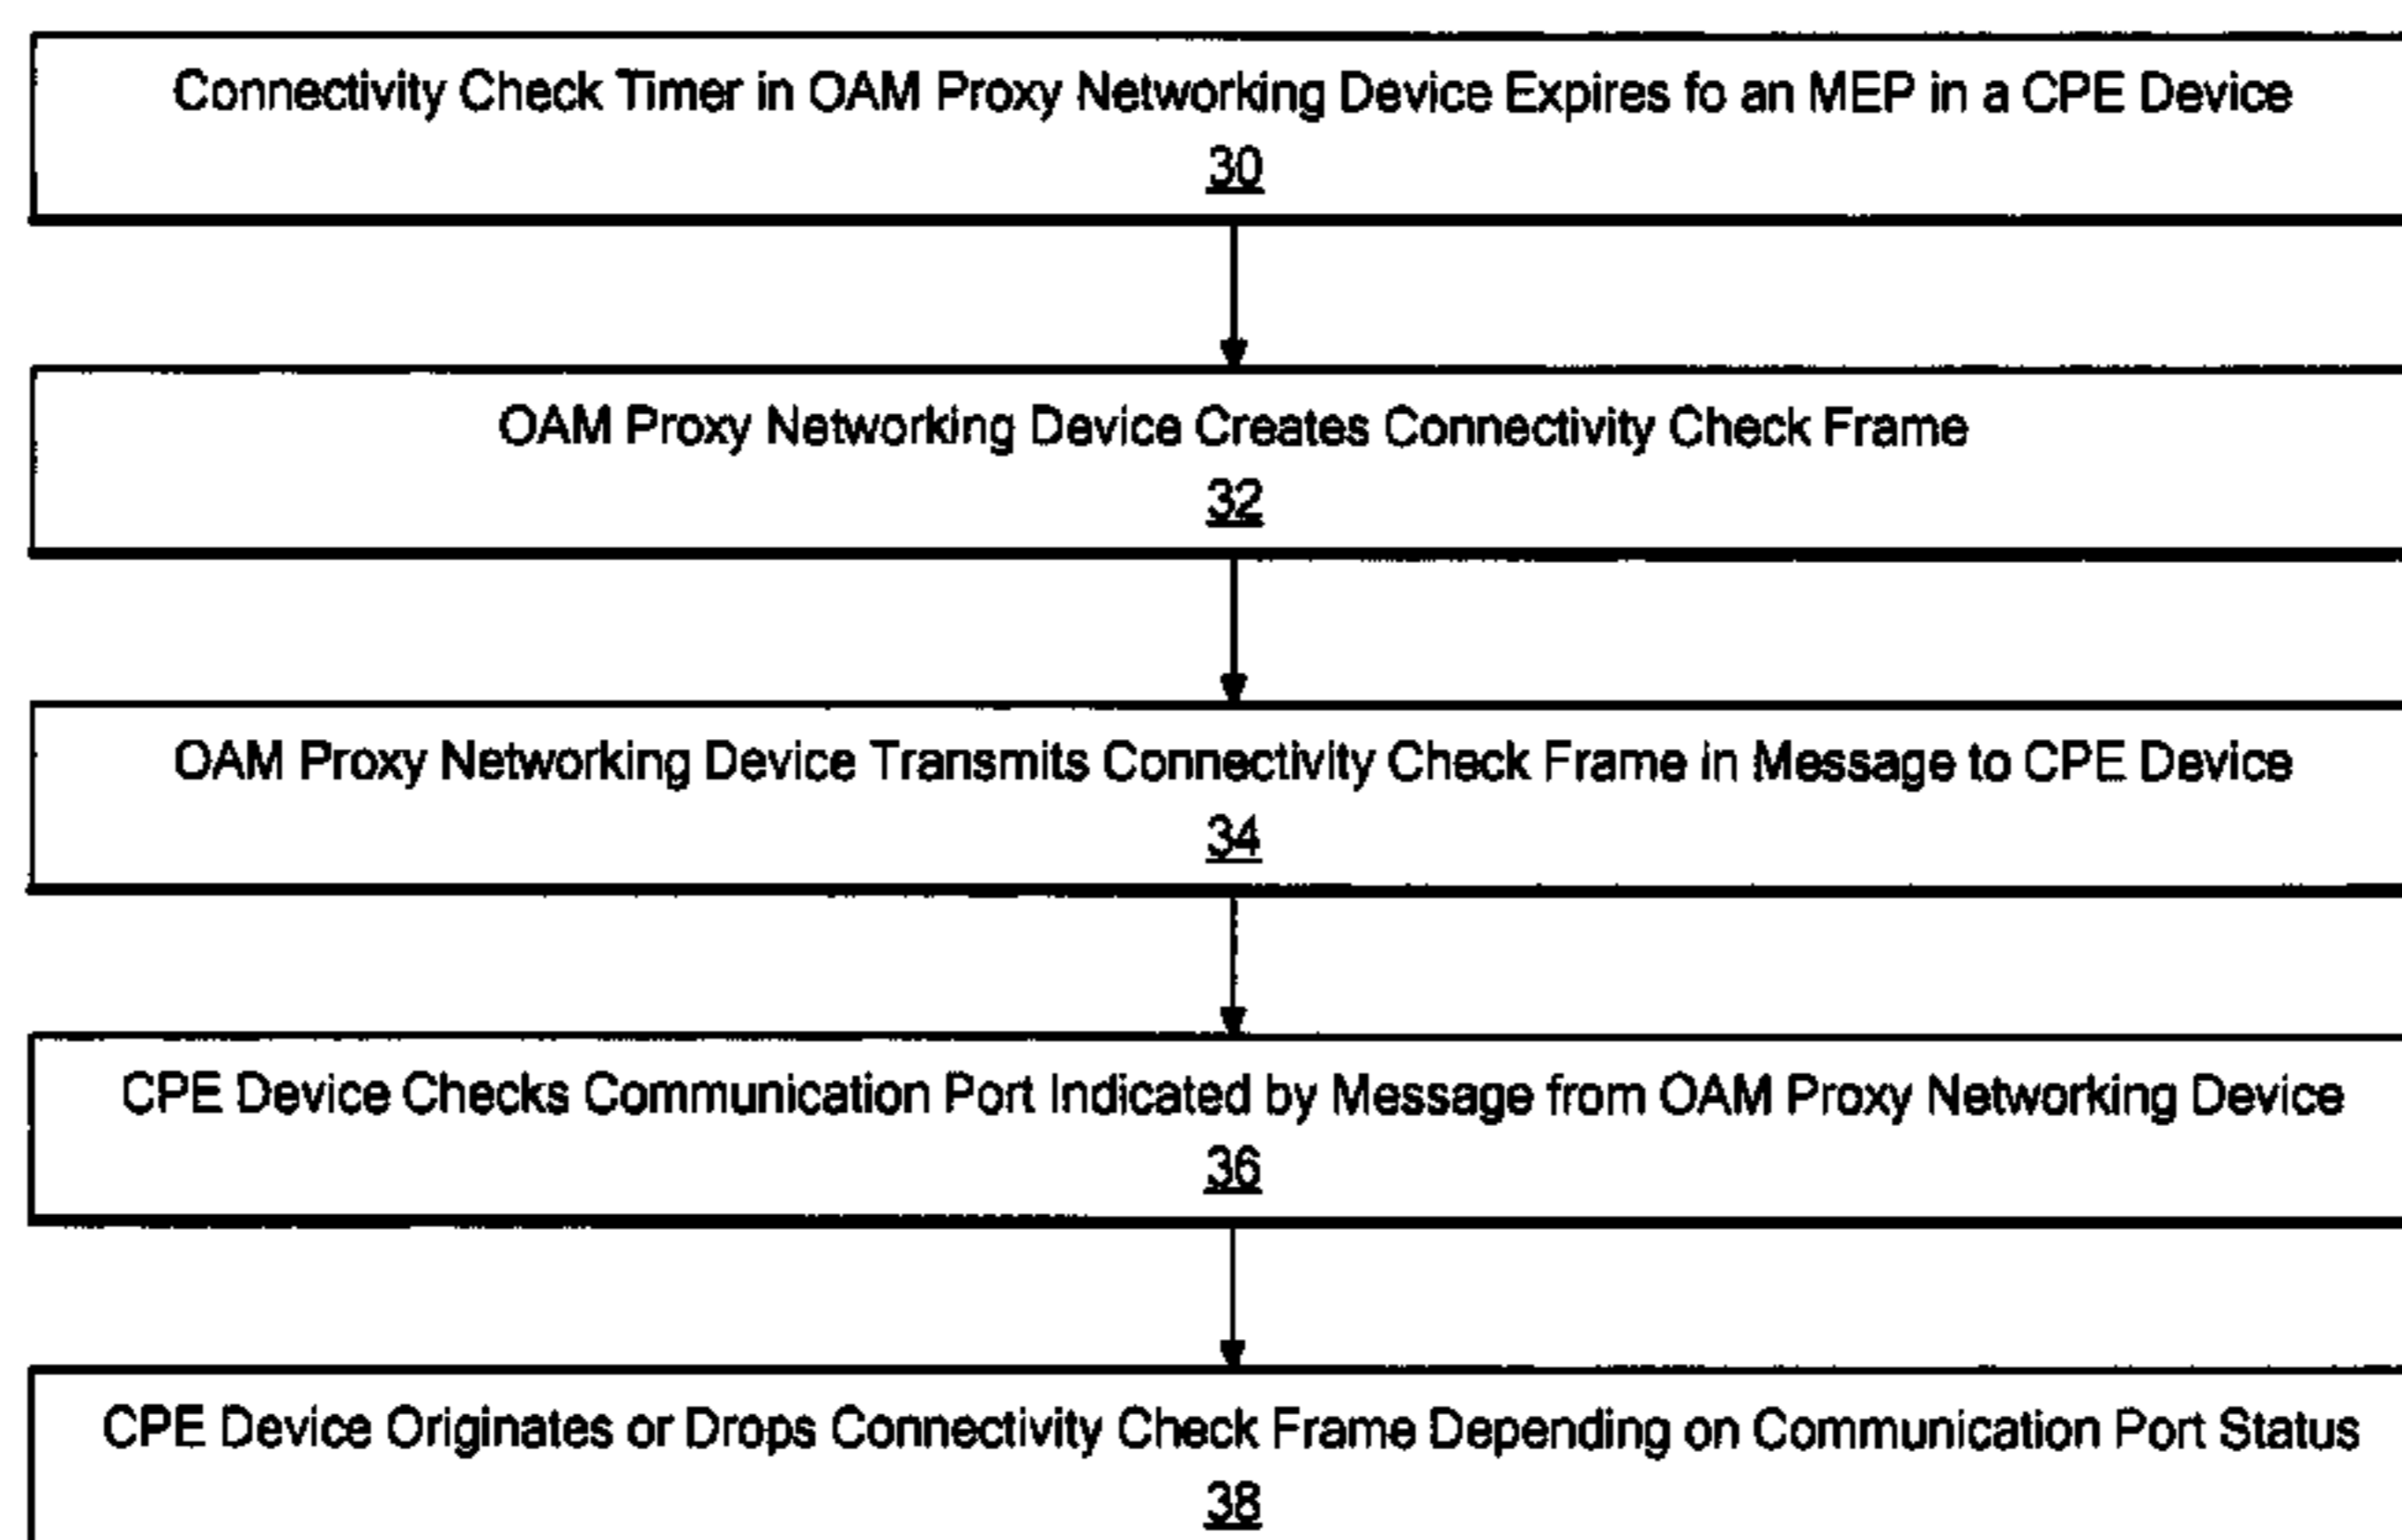 Connectivity Check Timer in OAM Proxy Networking Device Expires fo an MEP in a CPE Device
30
OAM Proxy Networking Device Creates Connectivity Check Frame
32
OAM Proxy Networking Device Transmits Connectivity Check Frame in Message to CPE Device
34
CPE Device Checks Communication Port Indicated by Message from OAM Proxy Networking Device
36
CPE Device Originates or Drops Connectivity Check Frame Depending on Communication Port Status
38